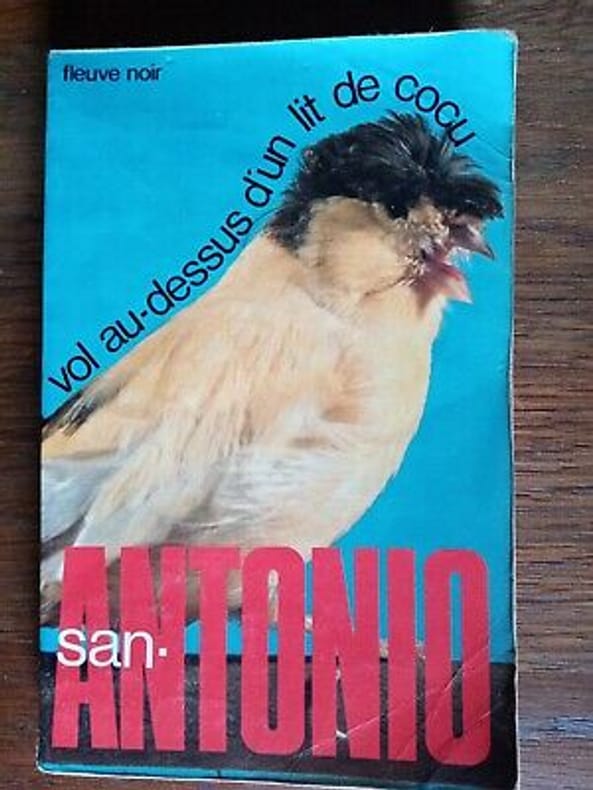 fleuve noir
vol au-dessus d'un lit de cocu
san-
ANTONIO